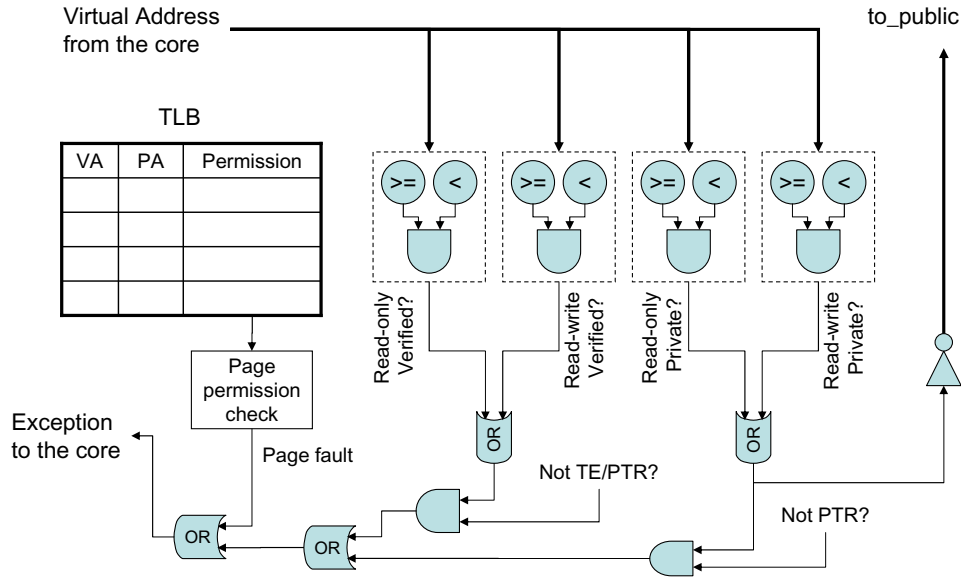 Virtual Address
from the core
to_public
TLB
VA
PA
Permission
>=
<
>=
<
>=
<
>=
<
Read-only
Verified?
Read-write
Verified?
Read-only
Private?
Read-write
Private?
Page
permission
check
Exception
to the core
Page fault
OR
OR
Not TE/PTR?
Not PTR?
OR
OR